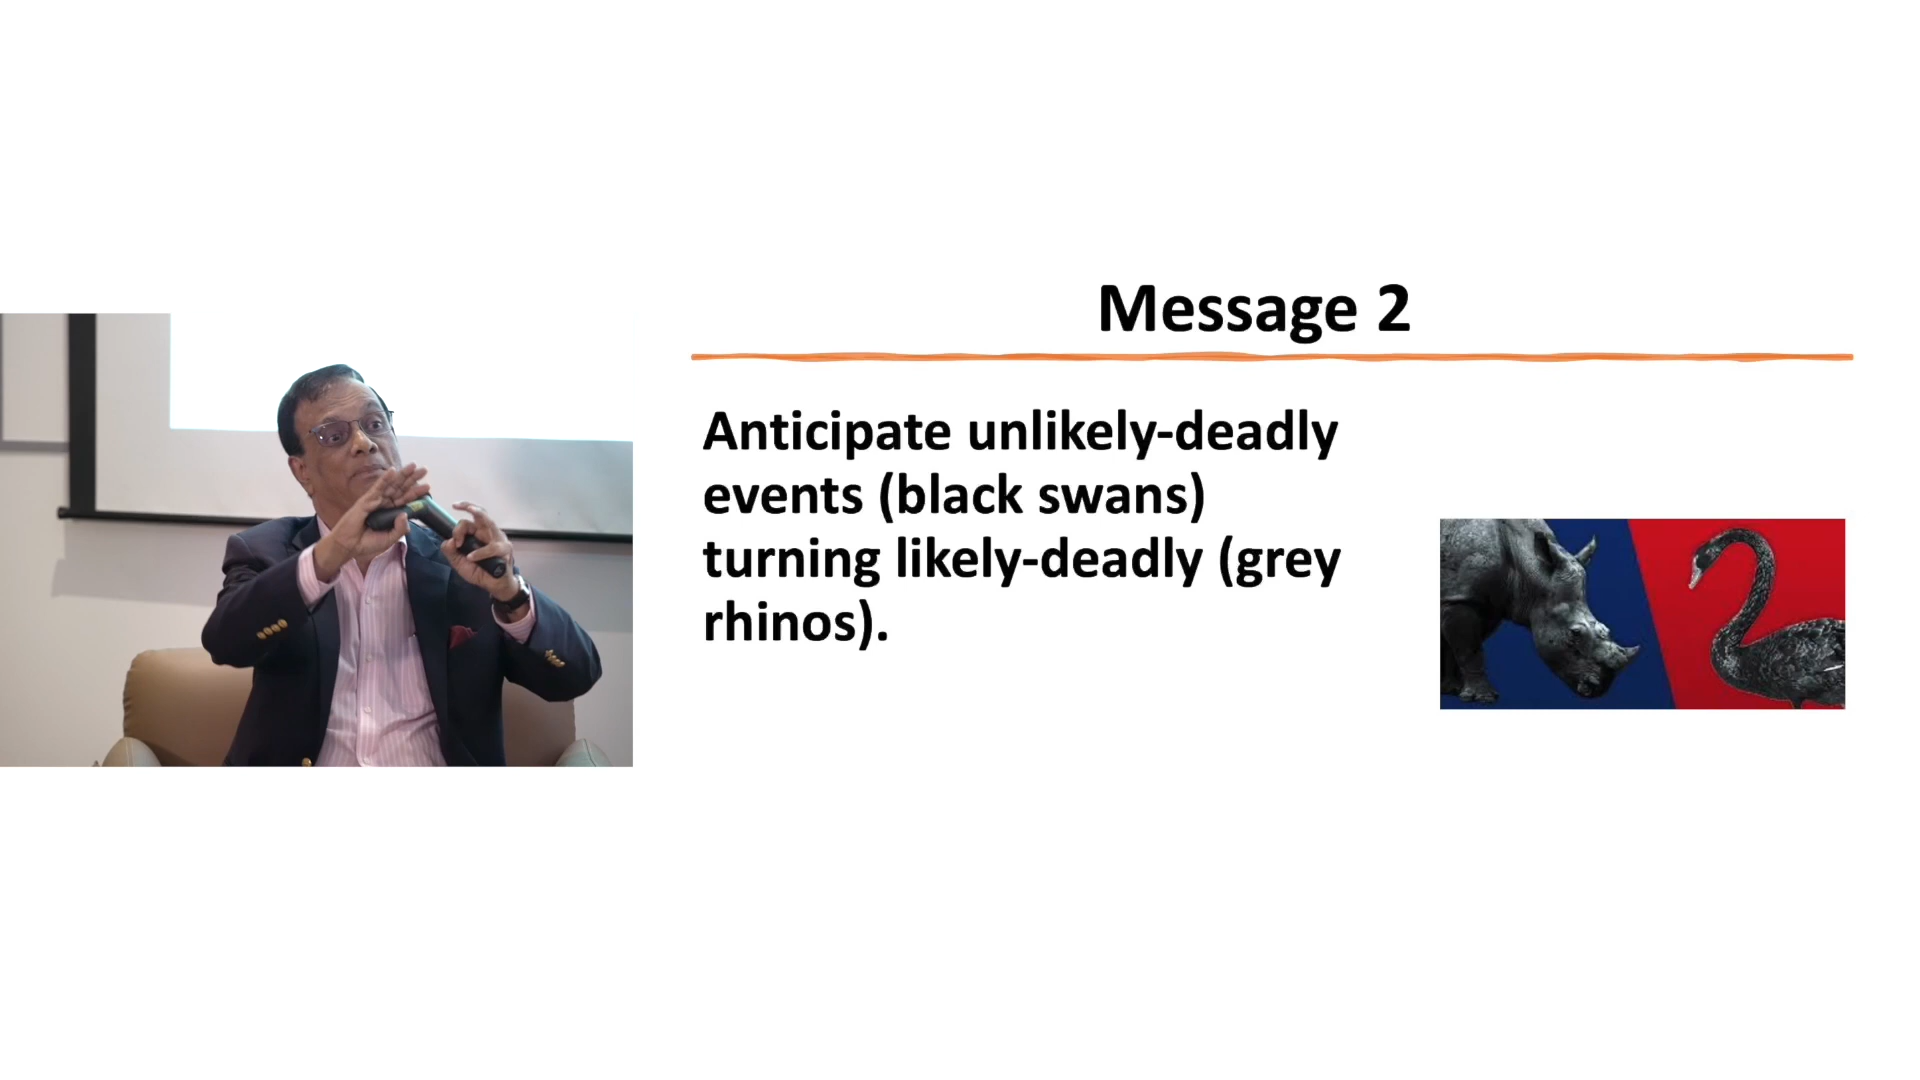 Message 2
Anticipate unlikely-deadly
events (black swans)
turning likely-deadly (grey
rhinos).